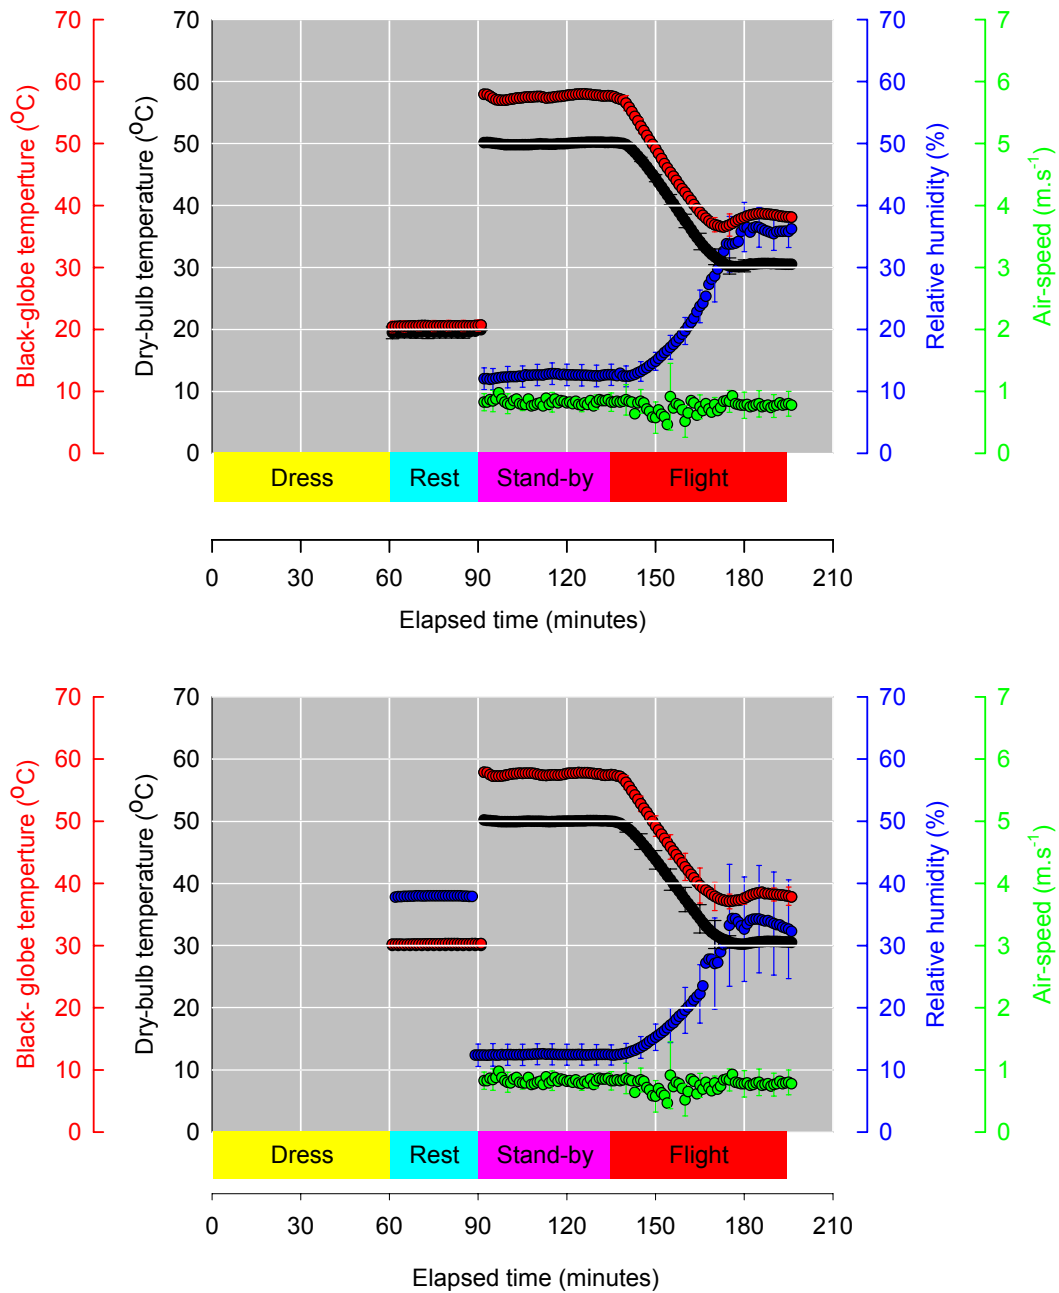 70 70 70 7
60 60 60 6
50 50 50 5
40 40 40 4
30 30 30 3
20 20 20 2
10 10 10 1
0 0 0 0
Black-globe temperture (°C)
Dry-bulb temperature (°C)
Relative humidity (%)
Air-speed (m.s-1)
Dress Rest Stand-by Flight
0 30 60 90 120 150 180 210
Elapsed time (minutes)
70 70 70 7
60 60 60 6
50 50 50 5
40 40 40 4
30 30 30 3
20 20 20 2
10 10 10 1
0 0 0 0
Black- globe temperture (°C)
Dry-bulb temperature (°C)
Relative humidity (%)
Air-speed (m.s-1)
Dress Rest Stand-by Flight
0 30 60 90 120 150 180 210
Elapsed time (minutes)